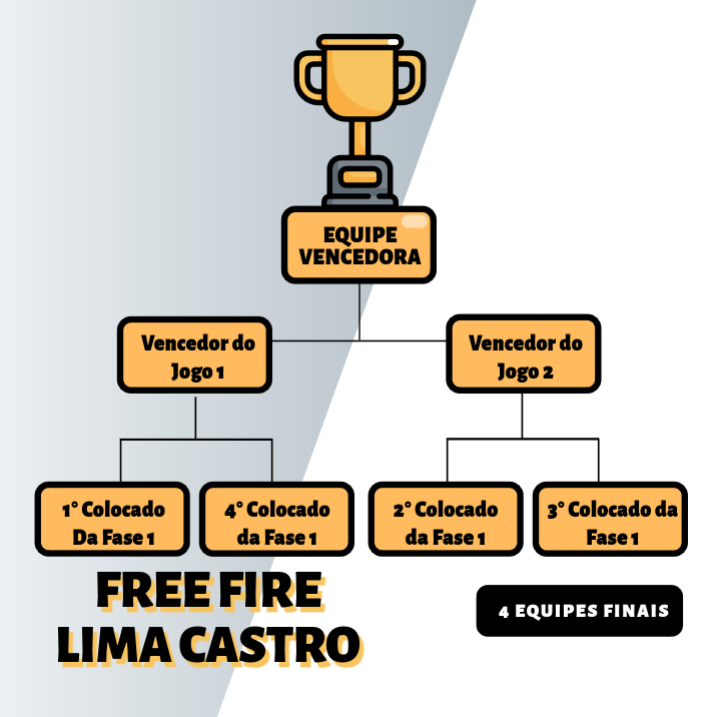 EQUIPE
VENCEDORA
Vencedor do
Jogo 1
Vencedor do
Jogo 2
1° Colocado
Da Fase 1
4° Colocado
da Fase 1
2° Colocado
da Fase 1
3° Colocado da
Fase 1
FREE FIRE
LIMA CASTRO
4 EQUIPES FINAIS